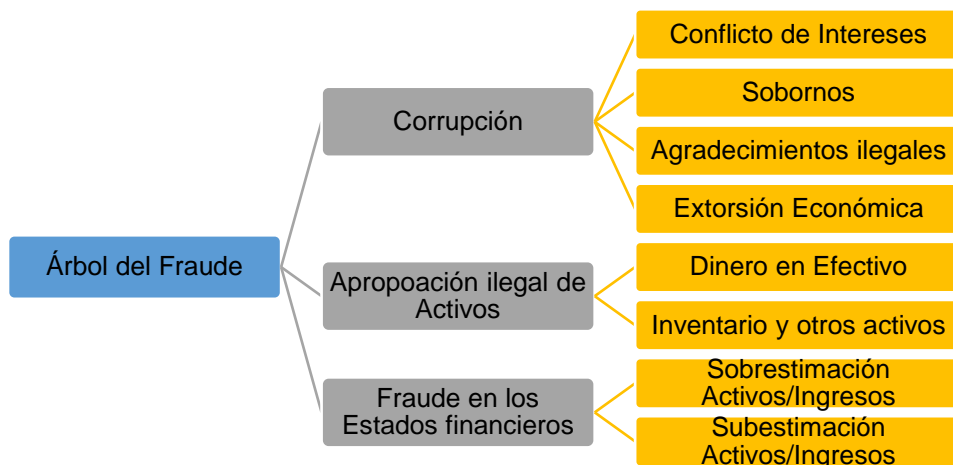 Árbol del Fraude
Corrupción
Conflicto de Intereses
Sobornos
Agradecimientos ilegales
Extorsión Económica
Apropoación ilegal de
Activos
Dinero en Efectivo
Inventario y otros activos
Fraude en los
Estados financieros
Sobrestimación
Activos/Ingresos
Subestimación
Activos/Ingresos